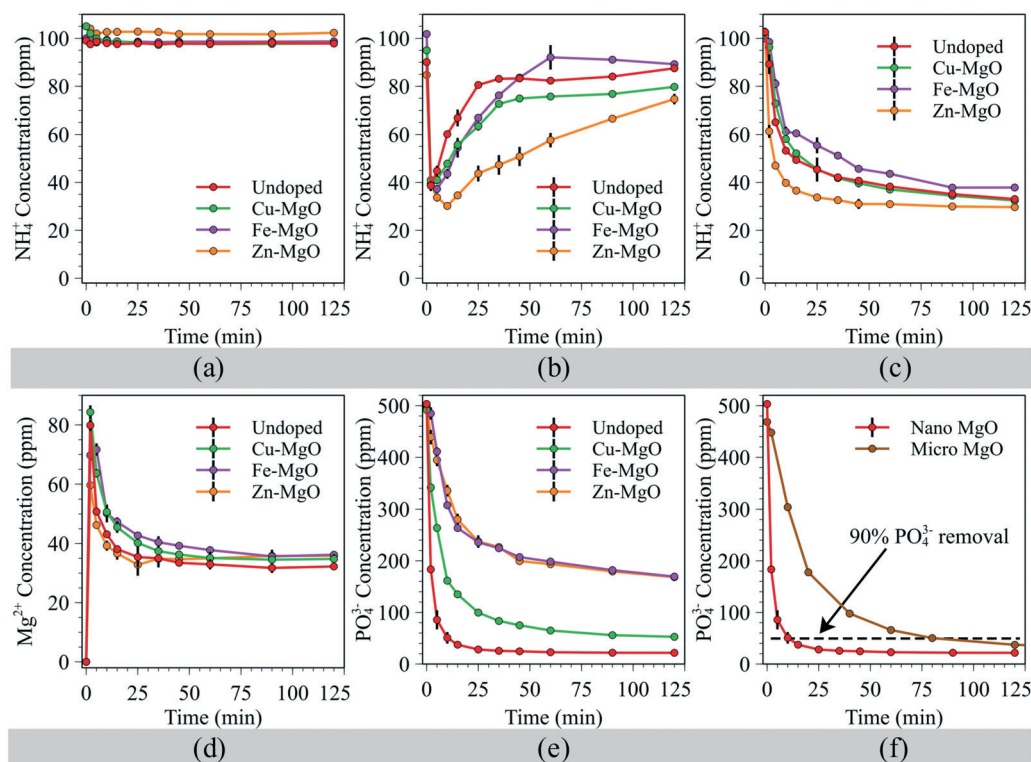 NH₄⁺ Concentration (ppm)
100
80
60
40
20
0
Undoped
Cu-MgO
Fe-MgO
Zn-MgO
0 25 50 75 100 125
Time (min)
(a)
NH₄⁺ Concentration (ppm)
100
80
60
40
20
0
Undoped
Cu-MgO
Fe-MgO
Zn-MgO
0 25 50 75 100 125
Time (min)
(b)
NH₄⁺ Concentration (ppm)
100
80
60
40
20
0
Undoped
Cu-MgO
Fe-MgO
Zn-MgO
0 25 50 75 100 125
Time (min)
(c)
Mg²⁺ Concentration (ppm)
80
60
40
20
0
Undoped
Cu-MgO
Fe-MgO
Zn-MgO
0 25 50 75 100 125
Time (min)
(d)
PO₄³⁻ Concentration (ppm)
500
400
300
200
100
0
Undoped
Cu-MgO
Fe-MgO
Zn-MgO
0 25 50 75 100 125
Time (min)
(e)
PO₄³⁻ Concentration (ppm)
500
400
300
200
100
0
Nano MgO
Micro MgO
90% PO₄³⁻ removal
0 25 50 75 100 125
Time (min)
(f)